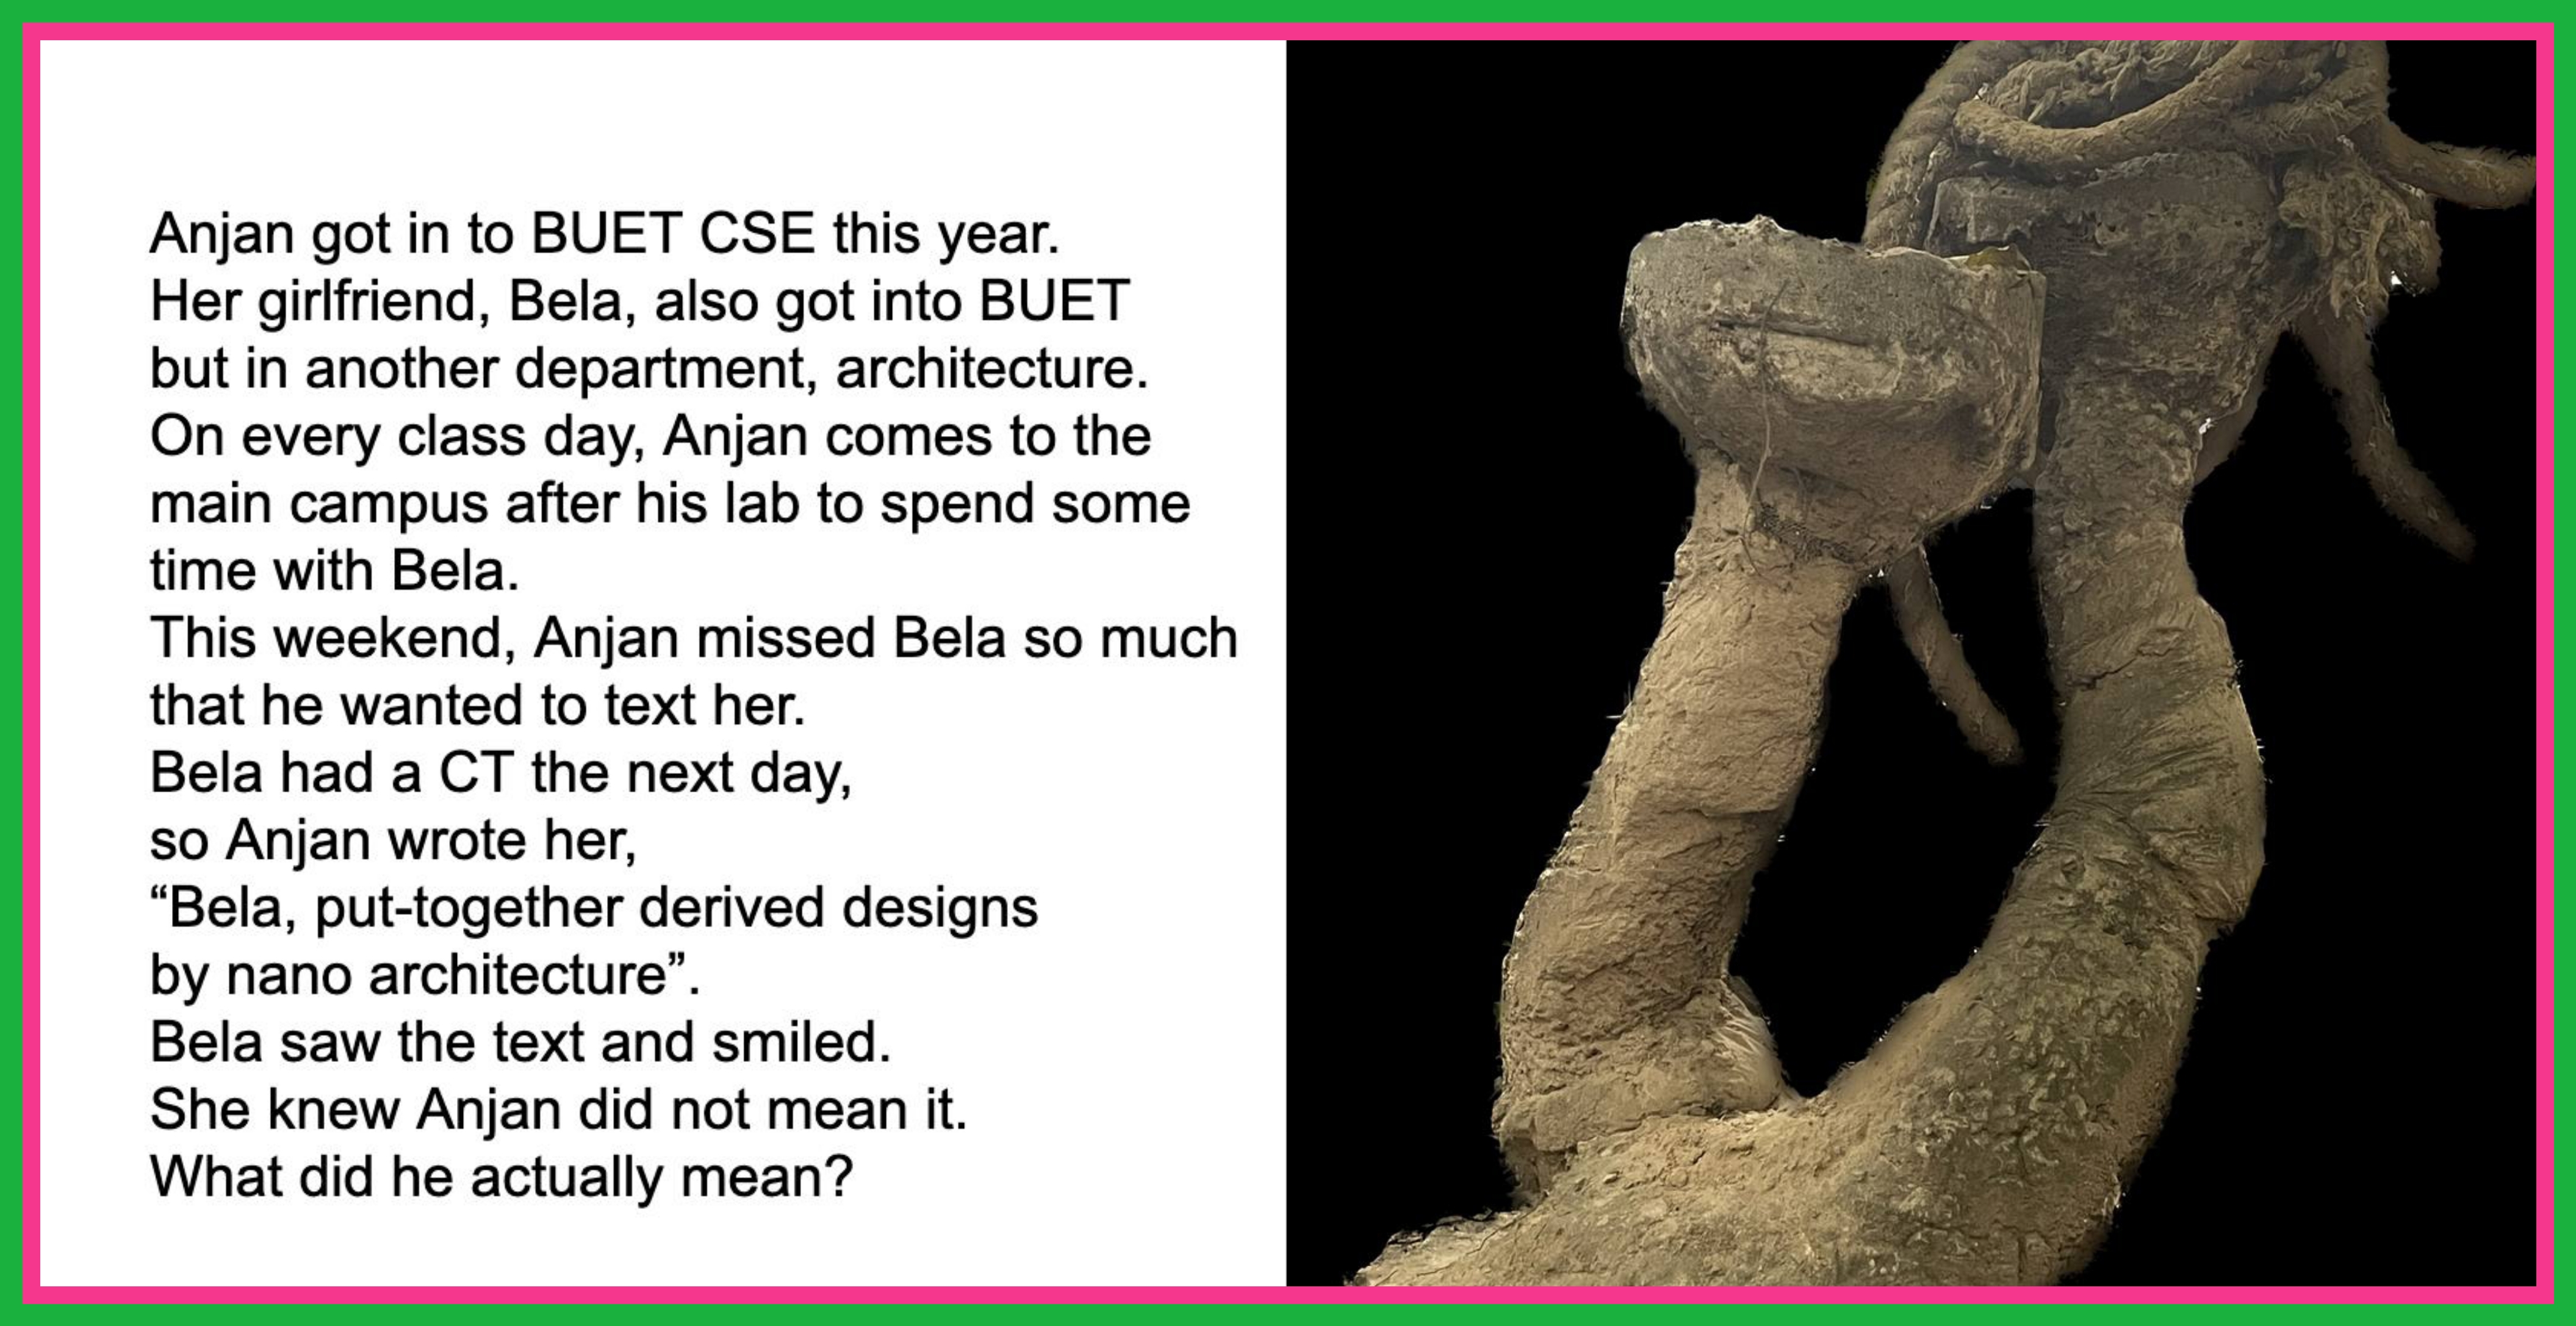 Anjan got in to BUET CSE this year.
Her girlfriend, Bela, also got into BUET
but in another department, architecture.
On every class day, Anjan comes to the
main campus after his lab to spend some
time with Bela.
This weekend, Anjan missed Bela so much
that he wanted to text her.
Bela had a CT the next day,
so Anjan wrote her,
“Bela, put-together derived designs
by nano architecture”.
Bela saw the text and smiled.
She knew Anjan did not mean it.
What did he actually mean?